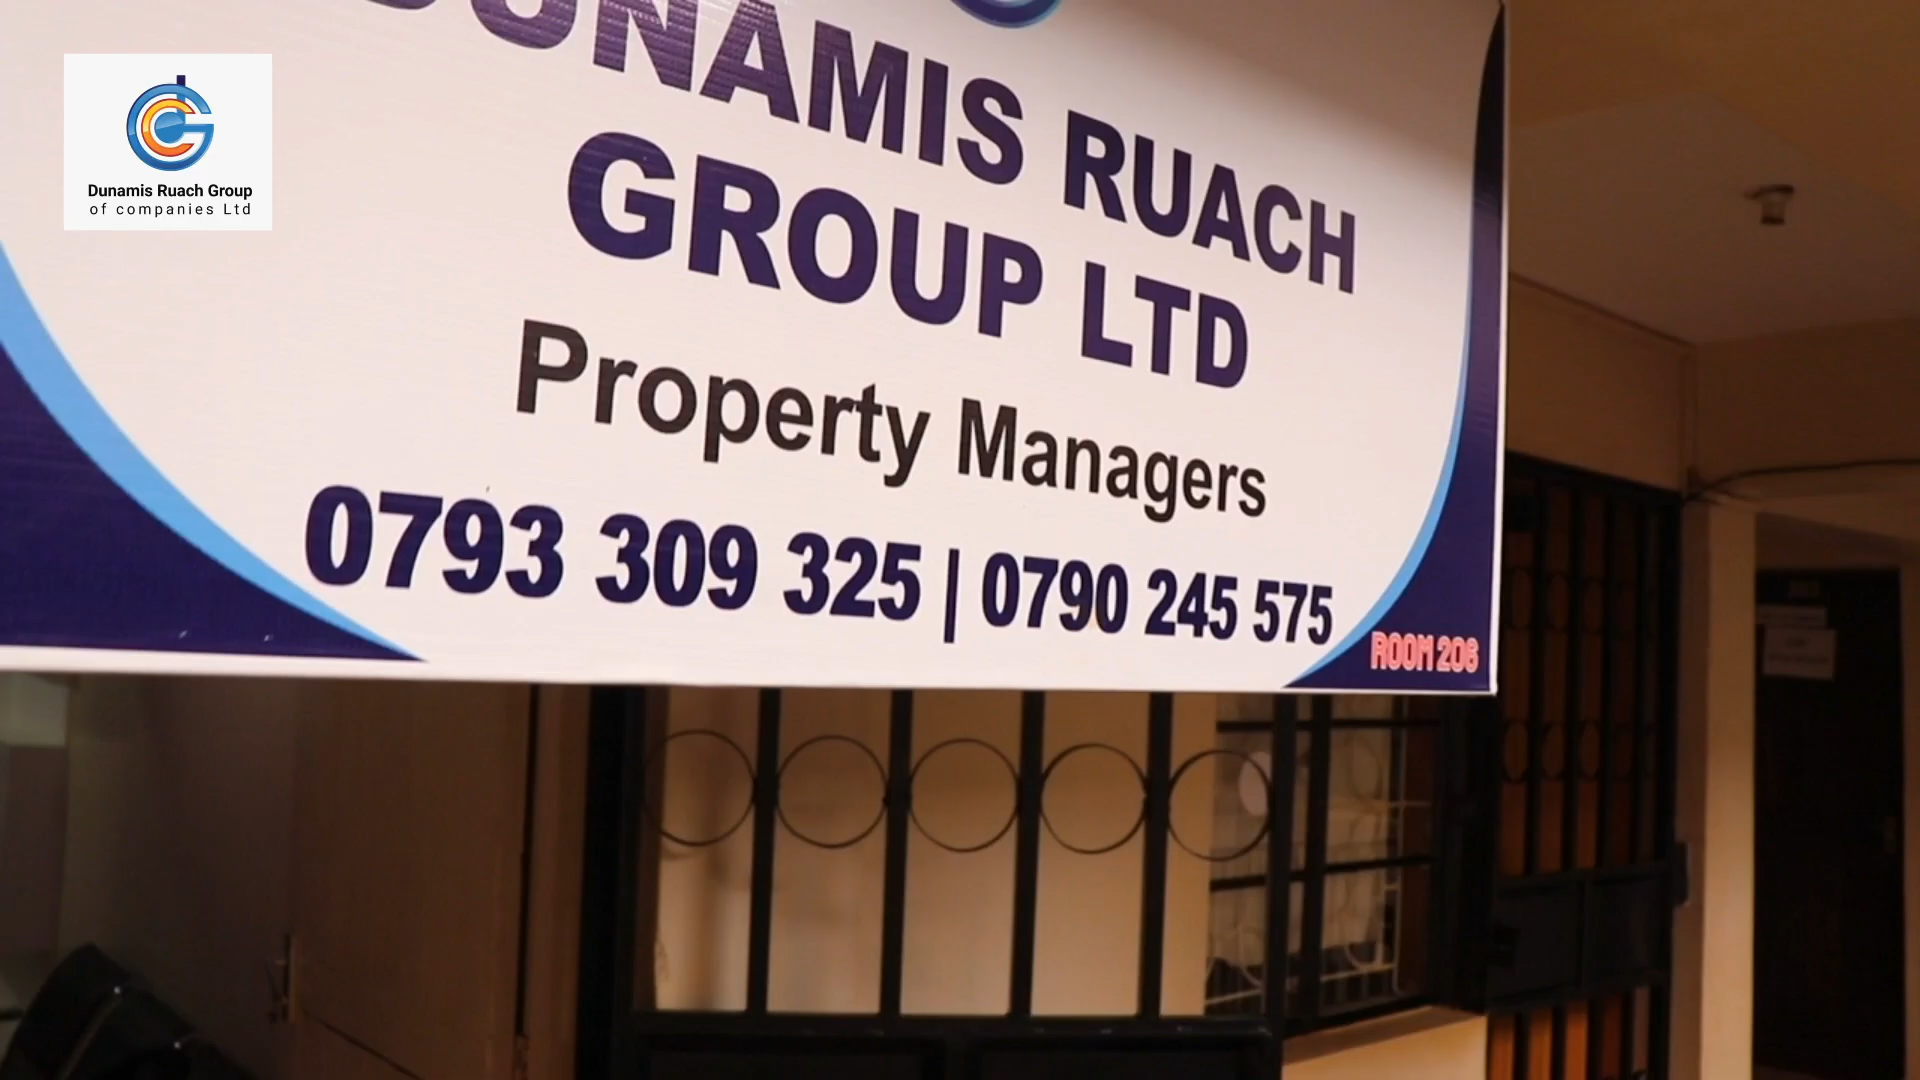 Dunamis Ruach Group
of companies Ltd
DUNAMIS RUACH
GROUP LTD
Property Managers
0793 309 325 | 0790 245 575
ROOM 206